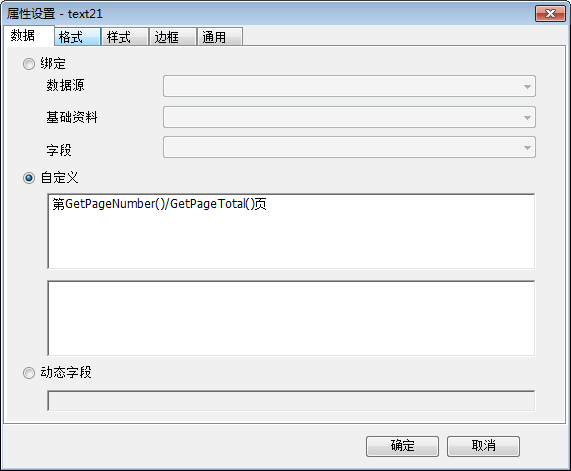 属性设置 - text21
数据 格式 样式 边框 通用
绑定
数据源
基础资料
字段
自定义
第GetPageNumber()/GetPageTotal()页
动态字段
确定 取消